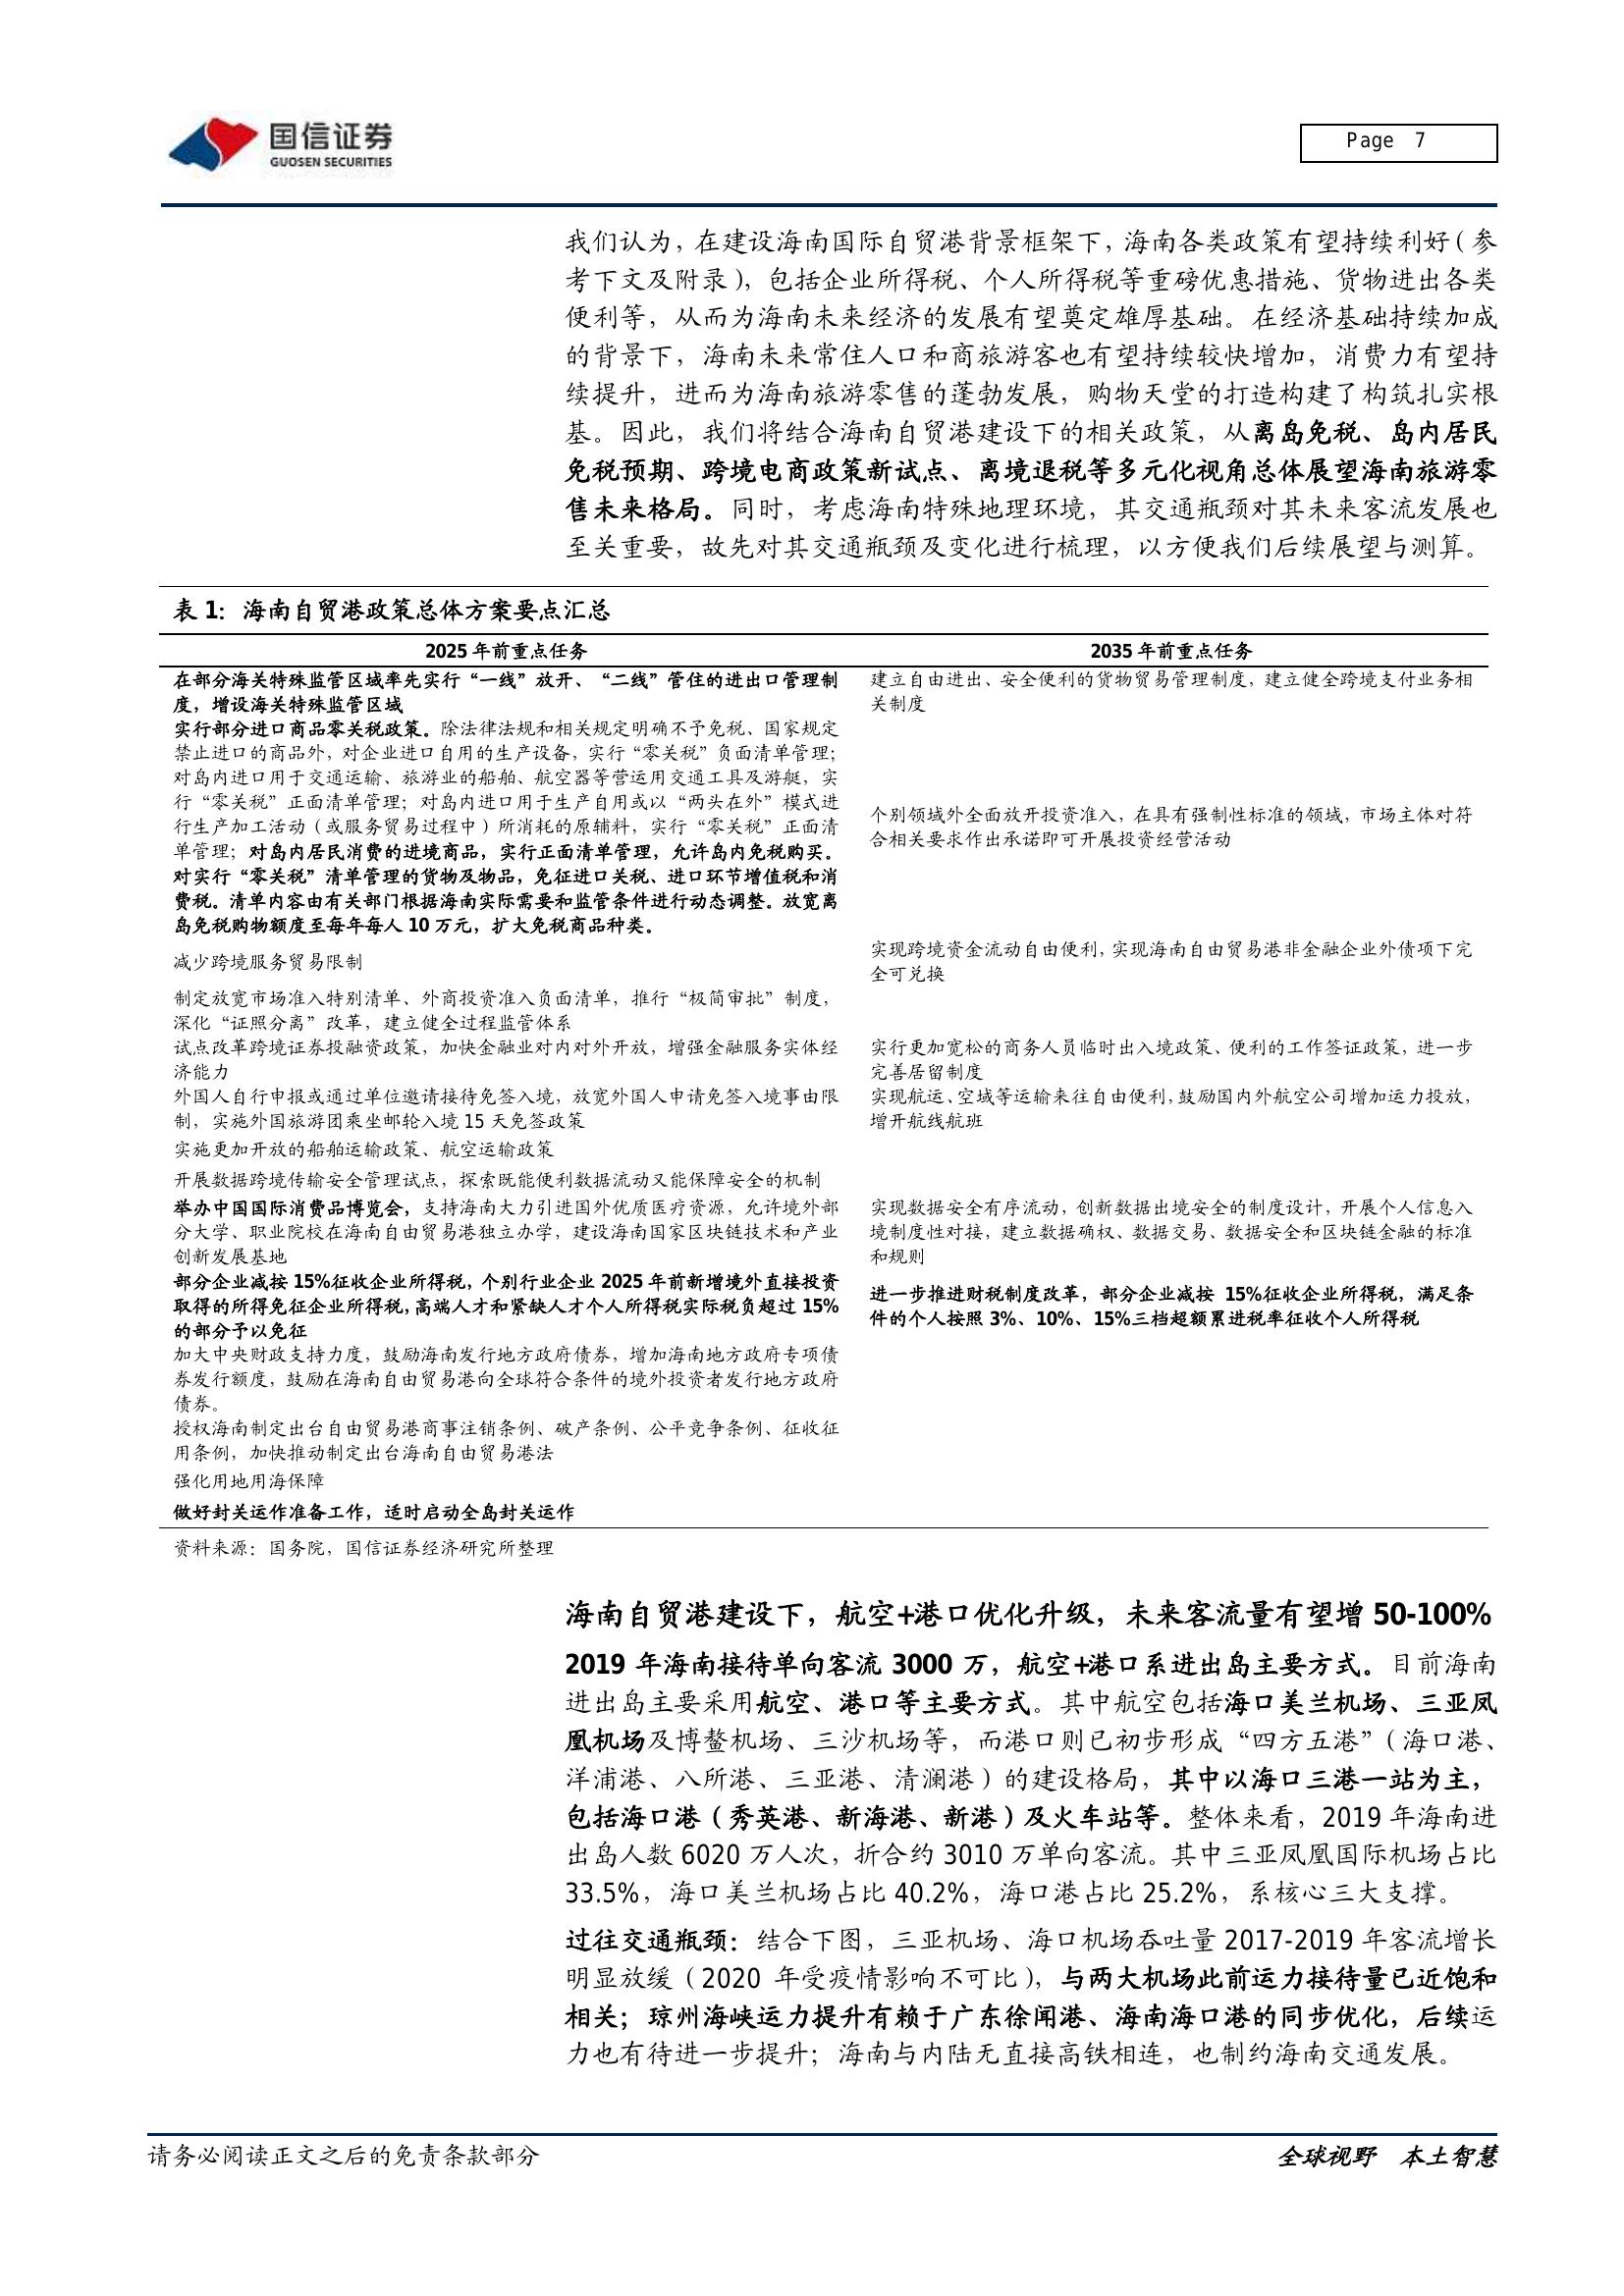 国信证券
GUOSEN SECURITIES
Page 7
我们认为，在建设海南国际自贸港背景框架下，海南各类政策有望持续利好（参
考下文及附录），包括企业所得税、个人所得税等重磅优惠措施、货物进出各类
便利等，从而为海南未来经济的发展有望奠定雄厚基础。在经济基础持续加成
的背景下，海南未来常住人口和商旅游客也有望持续较快增加，消费力有望持
续提升，进而为海南旅游零售的蓬勃发展，购物天堂的打造构建了构筑扎实根
基。因此，我们将结合海南自贸港建设下的相关政策，从离岛免税、岛内居民
免税预期、跨境电商政策新试点、离境退税等多元化视角总体展望海南旅游零
售未来格局。同时，考虑海南特殊地理环境，其交通瓶颈对其未来客流发展也
至关重要，故先对其交通瓶颈及变化进行梳理，以方便我们后续展望与测算。
表 1：海南自贸港政策总体方案要点汇总
2025 年前重点任务
2035 年前重点任务
在部分海关特殊监管区域率先实行“一线”放开、“二线”管住的进出口管理制
度，增设海关特殊监管区域
建立自由进出、安全便利的货物贸易管理制度，建立健全跨境支付业务相
关制度
实行部分进口商品零关税政策。除法律法规和相关规定明确不予免税、国家规定
禁止进口的商品外，对企业进口自用的生产设备，实行“零关税”负面清单管理；
对岛内进口用于交通运输、旅游业的船舶、航空器等营运用交通工具及游艇，实
行“零关税”正面清单管理；对岛内进口用于生产自用或以“两头在外”模式进
行生产加工活动（或服务贸易过程中）所消耗的原辅料，实行“零关税”正面清
单管理；对岛内居民消费的进境商品，实行正面清单管理，允许岛内免税购买。
对实行“零关税”清单管理的货物及物品，免征进口关税、进口环节增值税和消
费税。清单内容由有关部门根据海南实际需要和监管条件进行动态调整。放宽离
岛免税购物额度至每年每人 10 万元，扩大免税商品种类。
个别领域外全面放开投资准入，在具有强制性标准的领域，市场主体对符
合相关要求作出承诺即可开展投资经营活动
减少跨境服务贸易限制
实现跨境资金流动自由便利，实现海南自由贸易港非金融企业外债项下完
全可兑换
制定放宽市场准入特别清单、外商投资准入负面清单，推行“极简审批”制度，
深化“证照分离”改革，建立健全过程监管体系
试点改革跨境证券投融资政策，加快金融业对内对外开放，增强金融服务实体经
济能力
实行更加宽松的商务人员临时出入境政策、便利的工作签证政策，进一步
完善居留制度
外国人自行申报或通过单位邀请接待免签入境，放宽外国人申请免签入境事由限
制，实施外国旅游团乘坐邮轮入境 15 天免签政策
实现航运、空域等运输来往自由便利，鼓励国内外航空公司增加运力投放，
增开航线航班
实施更加开放的船舶运输政策、航空运输政策
开展数据跨境传输安全管理试点，探索既能便利数据流动又能保障安全的机制
举办中国国际消费品博览会，支持海南大力引进国外优质医疗资源，允许境外部
分大学、职业院校在海南自由贸易港独立办学，建设海南国家区块链技术和产业
创新发展基地
实现数据安全有序流动，创新数据出境安全的制度设计，开展个人信息入
境制度性对接，建立数据确权、数据交易、数据安全和区块链金融的标准
和规则
部分企业减按 15%征收企业所得税，个别行业企业 2025 年前新增境外直接投资
取得的所得免征企业所得税，高端人才和紧缺人才个人所得税实际税负超过 15%
的部分予以免征
进一步推进财税制度改革，部分企业减按 15%征收企业所得税，满足条
件的个人按照 3%、10%、15%三档超额累进税率征收个人所得税
加大中央财政支持力度，鼓励海南发行地方政府债券，增加海南地方政府专项债
券发行额度，鼓励在海南自由贸易港向全球符合条件的境外投资者发行地方政府
债券。
授权海南制定出台自由贸易港商事注销条例、破产条例、公平竞争条例、征收征
用条例，加快推动制定出台海南自由贸易港法
强化用地用海保障
做好封关运作准备工作，适时启动全岛封关运作
资料来源：国务院，国信证券经济研究所整理
海南自贸港建设下，航空+港口优化升级，未来客流量有望增 50-100%
2019 年海南接待单向客流 3000 万，航空+港口系进出岛主要方式。目前海南
进出岛主要采用航空、港口等主要方式。其中航空包括海口美兰机场、三亚凤
凰机场及博鳌机场、三沙机场等，而港口则已初步形成“四方五港”（海口港、
洋浦港、八所港、三亚港、清澜港）的建设格局，其中以海口三港一站为主，
包括海口港（秀英港、新海港、新港）及火车站等。整体来看，2019 年海南进
出岛人数 6020 万人次，折合约 3010 万单向客流。其中三亚凤凰国际机场占比
33.5%，海口美兰机场占比 40.2%，海口港占比 25.2%，系核心三大支撑。
过往交通瓶颈：结合下图，三亚机场、海口机场吞吐量 2017-2019 年客流增长
明显放缓（2020 年受疫情影响不可比），与两大机场此前运力接待量已近饱和
相关；琼州海峡运力提升有赖于广东徐闻港、海南海口港的同步优化，后续运
力也有待进一步提升；海南与内陆无直接高铁相连，也制约海南交通发展。
请务必阅读正文之后的免责条款部分
全球视野 本土智慧